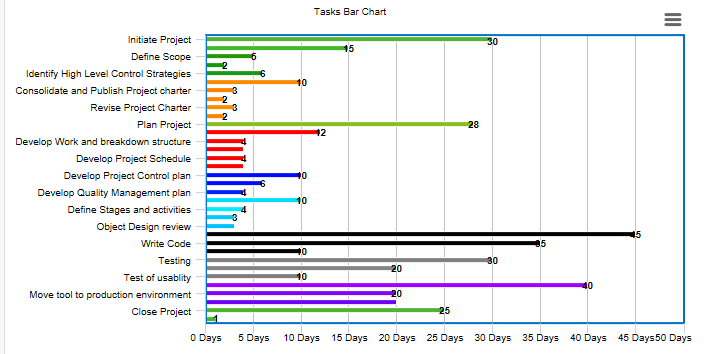 Tasks Bar Chart
Initiate Project 30
15
Define Scope 5
2
Identify High Level Control Strategies 6
10
Consolidate and Publish Project charter 3
2
Revise Project Charter 3
2
Plan Project 28
12
Develop Work and breakdown structure 4
Develop Project Schedule 4
Develop Project Control plan 10
6
Develop Quality Management plan 4
10
Define Stages and activities 4
3
Object Design review
45
Write Code 35
10
Testing 30
20
Test of usablity 10
40
Move tool to production environment 20
Close Project 25
1
0 Days 5 Days 10 Days 15 Days 20 Days 25 Days 30 Days 35 Days 40 Days 45 Days 50 Days